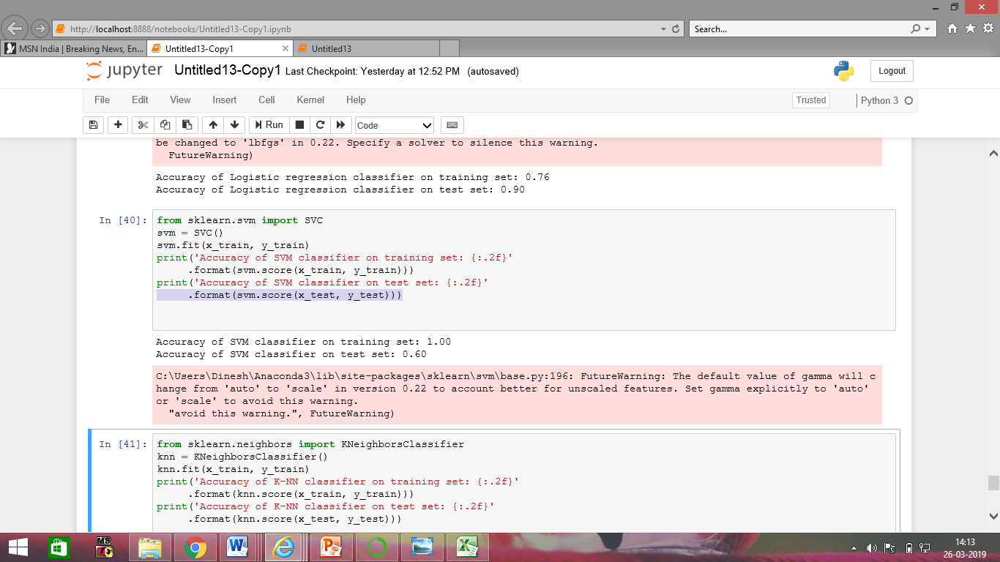 http://localhost:8888/notebooks/Untitled13-Copy1.ipynb
Search...
MSN India | Breaking News, En...
Untitled13-Copy1
Untitled13
jupyter Untitled13-Copy1 Last Checkpoint: Yesterday at 12:52 PM (autosaved)
Logout
File Edit View Insert Cell Kernel Help
Trusted
Python 3
Run
Code
be changed to 'lbfgs' in 0.22. Specify a solver to silence this warning.
FutureWarning)
Accuracy of Logistic regression classifier on training set: 0.76
Accuracy of Logistic regression classifier on test set: 0.90
In [40]: from sklearn.svm import SVC
svm = SVC()
svm.fit(x_train, y_train)
print('Accuracy of SVM classifier on training set: {:.2f}'
.format(svm.score(x_train, y_train)))
print('Accuracy of SVM classifier on test set: {:.2f}'
.format(svm.score(x_test, y_test)))
Accuracy of SVM classifier on training set: 1.00
Accuracy of SVM classifier on test set: 0.60
C:\Users\Dinesh\Anaconda3\lib\site-packages\sklearn\svm\base.py:196: FutureWarning: The default value of gamma will c
hange from 'auto' to 'scale' in version 0.22 to account better for unscaled features. Set gamma explicitly to 'auto'
or 'scale' to avoid this warning.
"avoid this warning.", FutureWarning)
In [41]: from sklearn.neighbors import KNeighborsClassifier
knn = KNeighborsClassifier()
knn.fit(x_train, y_train)
print('Accuracy of K-NN classifier on training set: {:.2f}'
.format(knn.score(x_train, y_train)))
print('Accuracy of K-NN classifier on test set: {:.2f}'
.format(knn.score(x_test, y_test)))
MS
14:13
26-03-2019